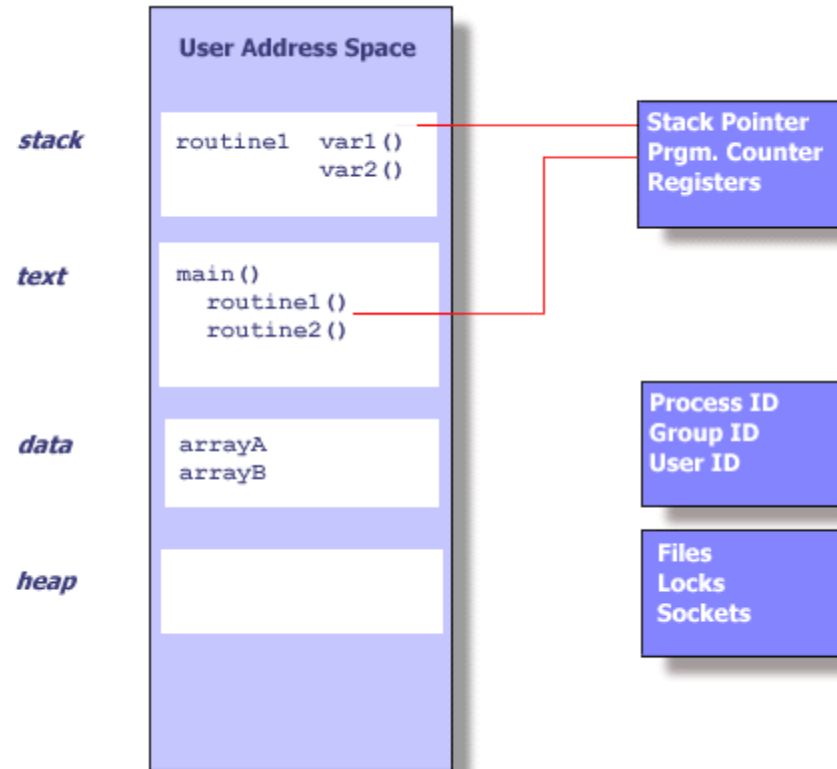 User Address Space
stack
routine1 var1()
var2()
text
main()
routine1()
routine2()
data
arrayA
arrayB
heap
Stack Pointer
Prgm. Counter
Registers
Process ID
Group ID
User ID
Files
Locks
Sockets